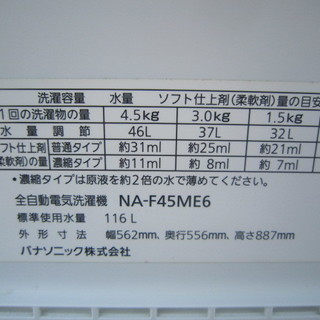 洗濯容量 水量 ソフト仕上剤(柔軟剤)量の目安
1回の洗濯物の量 4.5kg 3.0kg 1.5kg
水量調節 46L 37L 32L
ソフト仕上剤(柔軟剤)の量 普通タイプ 約31ml 約25ml 約21ml
濃縮タイプ 約11ml 約8ml 約7ml
●濃縮タイプは原液を約2倍の水で薄めてください。
全自動電気洗濯機 NA-F45ME6
標準使用水量 116L
外形寸法 幅562mm、奥行556mm、高さ887mm
パナソニック株式会社